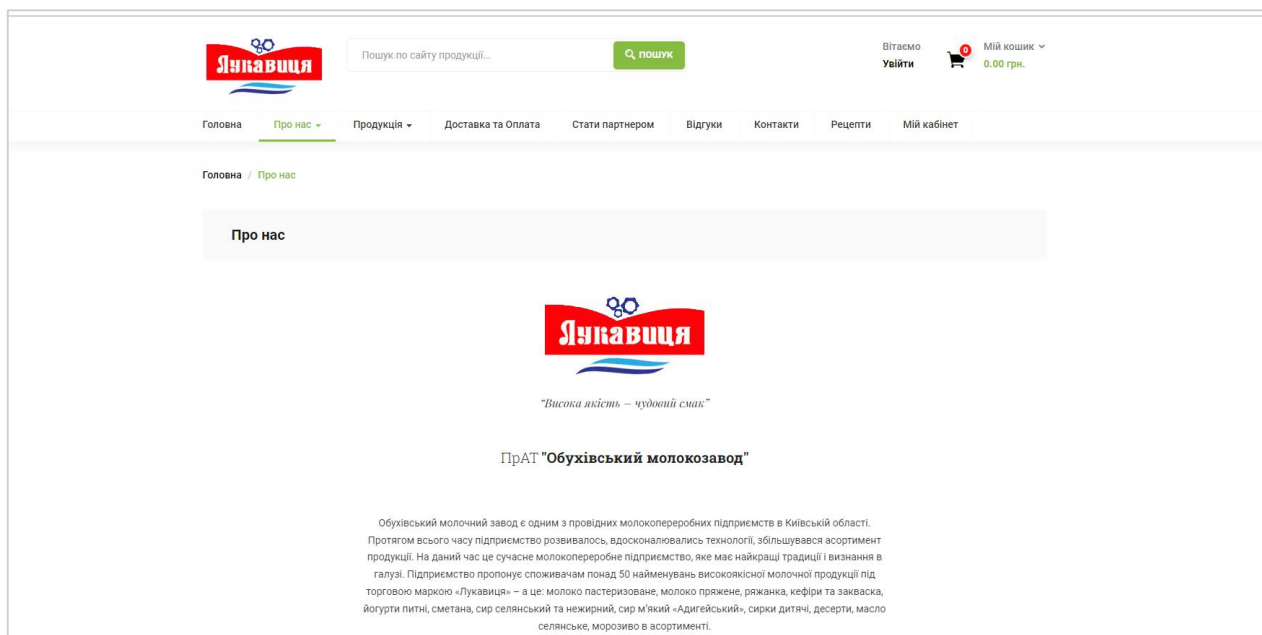 Лукавиця
Пошук по сайту продукції...
ПОШУК
Вітаємо
Увійти
0
Мій кошик
0.00 грн.
Головна Про нас Продукція Доставка та Оплата Стати партнером Відгуки Контакти Рецепти Мій кабінет
Головна / Про нас
Про нас
Лукавиця
“Висока якість – чудовий смак”
ПрАТ "Обухівський молокозавод"
Обухівський молочний завод є одним з провідних молокопереробних підприємств в Київській області.
Протягом всього часу підприємство розвивалось, вдосконалювались технології, збільшувався асортимент
продукції. На даний час це сучасне молокопереробне підприємство, яке має найкращі традиції і визнання в
галузі. Підприємство пропонує споживачам понад 50 найменувань високоякісної молочної продукції під
торговою маркою «Лукавиця» – а це: молоко пастеризоване, молоко пряжене, ряжанка, кефіри та закваска,
йогурти питні, сметана, сир селянський та нежирний, сир м’який «Адигейський», сирки дитячі, десерти, масло
селянське, морозиво в асортименті.